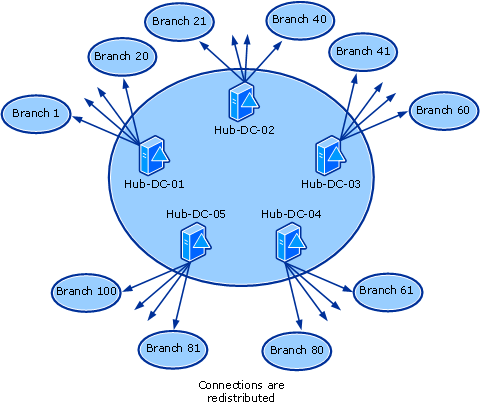 Branch 21
Branch 40
Branch 20
Branch 41
Branch 1
Branch 60
Hub-DC-02
Hub-DC-01
Hub-DC-03
Hub-DC-05
Hub-DC-04
Branch 100
Branch 61
Branch 81
Branch 80
Connections are
redistributed